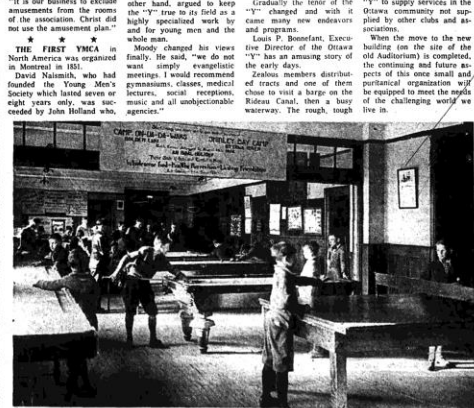 "It is our business to exclude
amusements from the rooms
of the association. Christ did
not use the amusement plan."
★ ★ ★
THE FIRST YMCA
North America was organized
in Montreal in 1851.
David Naismith, who had
founded the Young Men's
Society which lasted seven or
eight years only, was suc-
ceeded by John Holland who,
other hand, argued to keep
the "Y" true to its field as a
highly specialized work by
and for young men and the
whole man.
Moody changed his views
finally. He said, "we do not
want simply evangelistic
meetings. I would recommend
gymnasiums, classes, medical
lectures, social receptions,
music and all unobjectionable
agencies."
Gradually the tenor of the
"Y" changed and with it
came many new endeavors
and programs.
Louis P. Bonnefant, Execu-
tive Director of the Ottawa
"Y" has an amusing story of
the early days.
Zealous members distribut
ed tracts and one of them
chose to visit a barge on the
Rideau Canal, then a busy
waterway. The rough, tough
"Y" to supply services in the
Ottawa community not sup-
plied by other clubs and as-
sociations.
When the move to the new
building (on the site of the
old Auditorium) is completed,
the continuing and future as-
pects of this once small and
puritanical organization will
be equipped to meet the needs
of the challenging world we
live in.
DAY CAMP